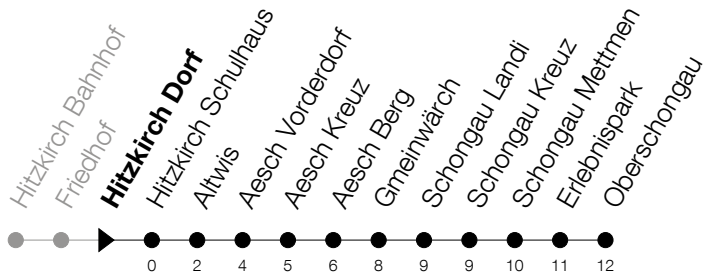 Hitzkirch Bahnhof
Friedhof
Hitzkirch Dorf
Hitzkirch Schulhaus
Altwis
Aesch Vorderdorf
Aesch Kreuz
Aesch Berg
Gmeinwärch
Schongau Landi
Schongau Kreuz
Schongau Mettmen
Erlebnispark
Oberschongau
0 2 4 5 6 8 9 9 10 11 12